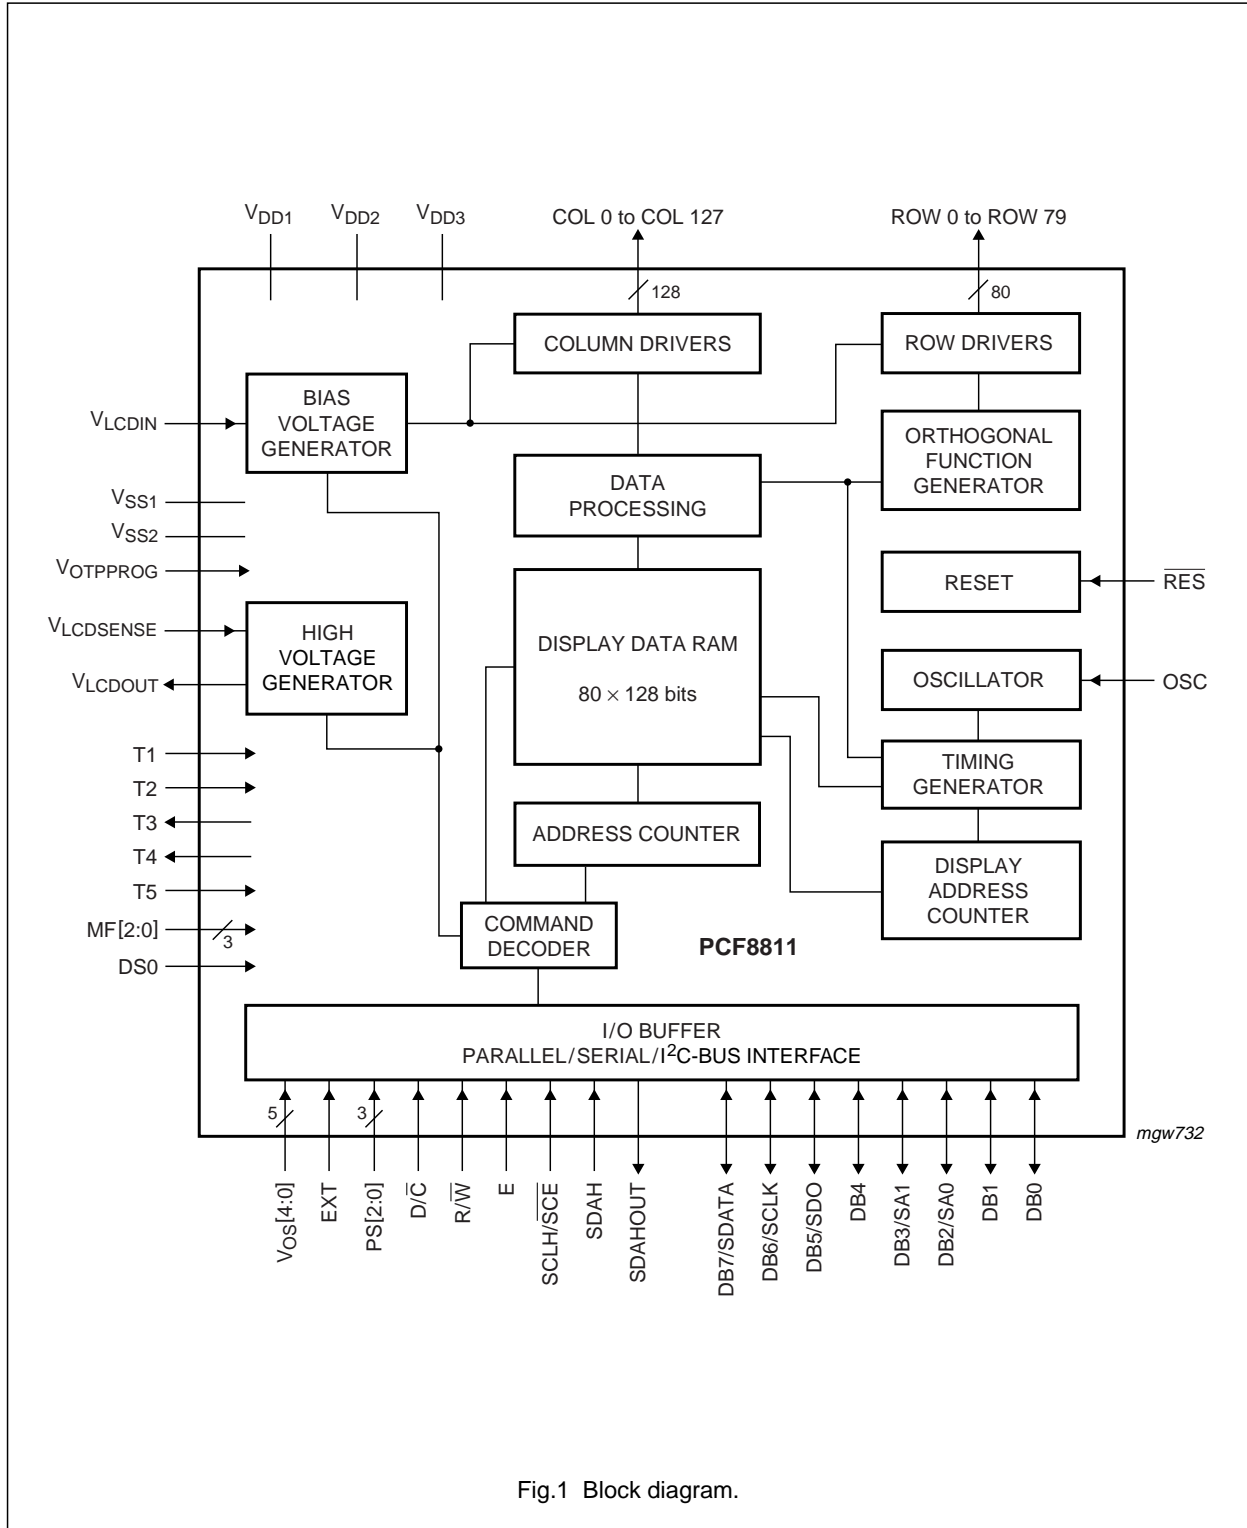 VDD1
VDD2
VDD3
COL 0 to COL 127
ROW 0 to ROW 79
128
80
COLUMN DRIVERS
ROW DRIVERS
BIAS
VOLTAGE
GENERATOR
VLCDIN
ORTHOGONAL
FUNCTION
GENERATOR
DATA
PROCESSING
VSS1
VSS2
VOTPPROG
RESET
RES
VLCDSENSE
HIGH
VOLTAGE
GENERATOR
VLCDOUT
DISPLAY DATA RAM
80 × 128 bits
OSCILLATOR
OSC
TIMING
GENERATOR
T1
T2
T3
T4
T5
MF[2:0]
3
DS0
ADDRESS COUNTER
DISPLAY
ADDRESS
COUNTER
COMMAND
DECODER
PCF8811
I/O BUFFER
PARALLEL/SERIAL/I²C-BUS INTERFACE
5
3
mgw732
VOS[4:0]
EXT
PS[2:0]
D/C̅
R/W̅
E
SCLH/S̅C̅E̅
SDAH
SDAHOUT
DB7/SDATA
DB6/SCLK
DB5/SDO
DB4
DB3/SA1
DB2/SA0
DB1
DB0
Fig.1 Block diagram.